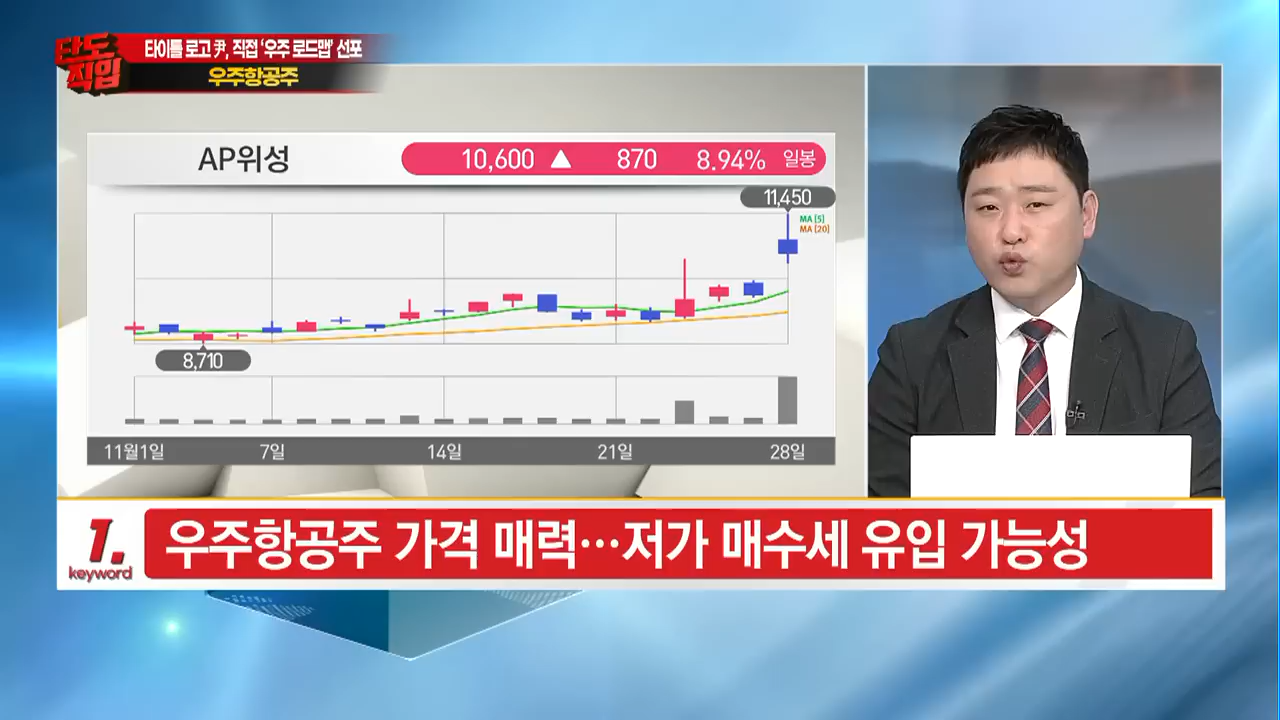 단도
직입
타이틀 로고 尹, 직접 '우주 로드맵' 선포
우주항공주
AP위성
10,600 ▲ 870 8.94% 일봉
11,450
MA [5]
MA [20]
8,710
11월1일 7일 14일 21일 28일
1.
keyword
우주항공주 가격 매력…저가 매수세 유입 가능성